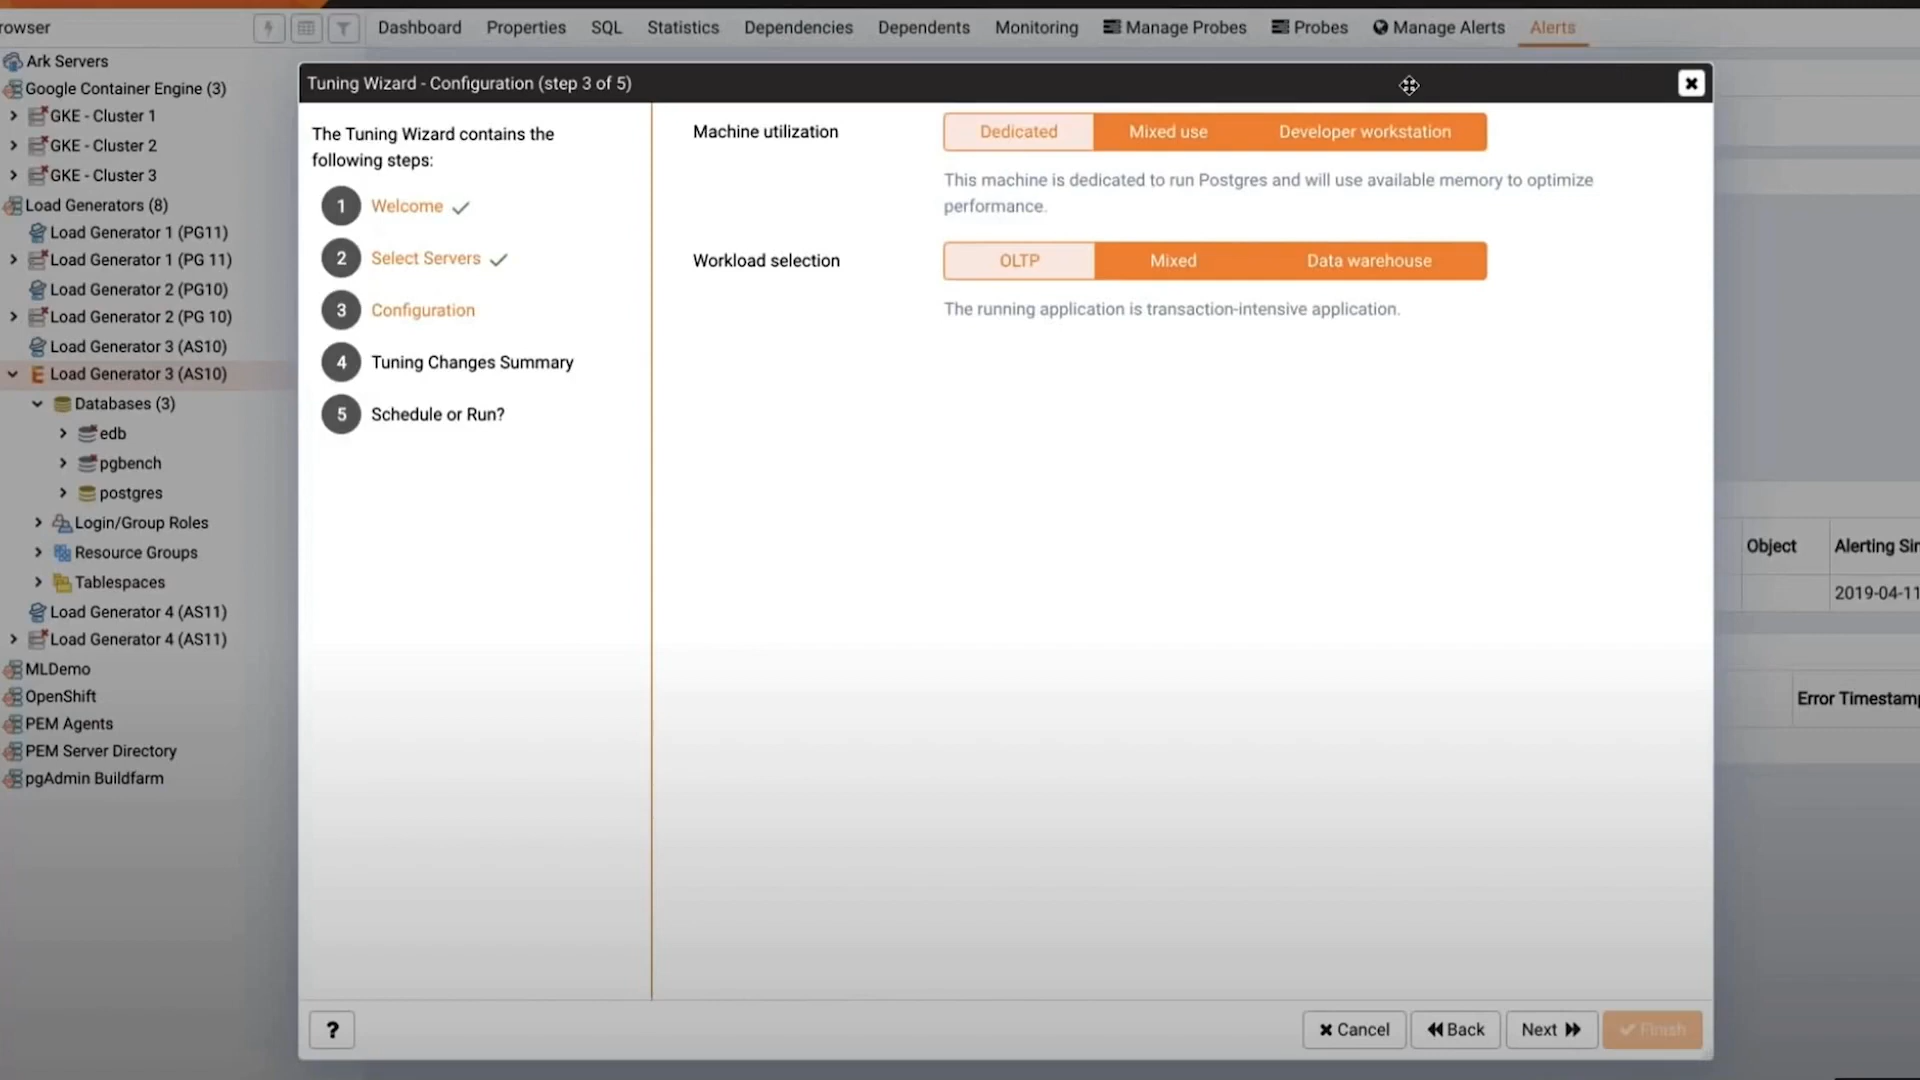 rowser
Dashboard
Properties
SQL
Statistics
Dependencies
Dependents
Monitoring
Manage Probes
Probes
Manage Alerts
Alerts
Ark Servers
Google Container Engine (3)
GKE - Cluster 1
GKE - Cluster 2
GKE - Cluster 3
Load Generators (8)
Load Generator 1 (PG11)
Load Generator 1 (PG 11)
Load Generator 2 (PG10)
Load Generator 2 (PG 10)
Load Generator 3 (AS10)
Load Generator 3 (AS10)
Databases (3)
edb
pgbench
postgres
Login/Group Roles
Resource Groups
Tablespaces
Load Generator 4 (AS11)
Load Generator 4 (AS11)
MLDemo
OpenShift
PEM Agents
PEM Server Directory
pgAdmin Buildfarm
Tuning Wizard - Configuration (step 3 of 5)
The Tuning Wizard contains the
following steps:
1 Welcome
2 Select Servers
3 Configuration
4 Tuning Changes Summary
5 Schedule or Run?
Machine utilization
Dedicated
Mixed use
Developer workstation
This machine is dedicated to run Postgres and will use available memory to optimize
performance.
Workload selection
OLTP
Mixed
Data warehouse
The running application is transaction-intensive application.
?
Cancel
Back
Next
Finish
Object
Alerting Sin
2019-04-11
Error Timestamp